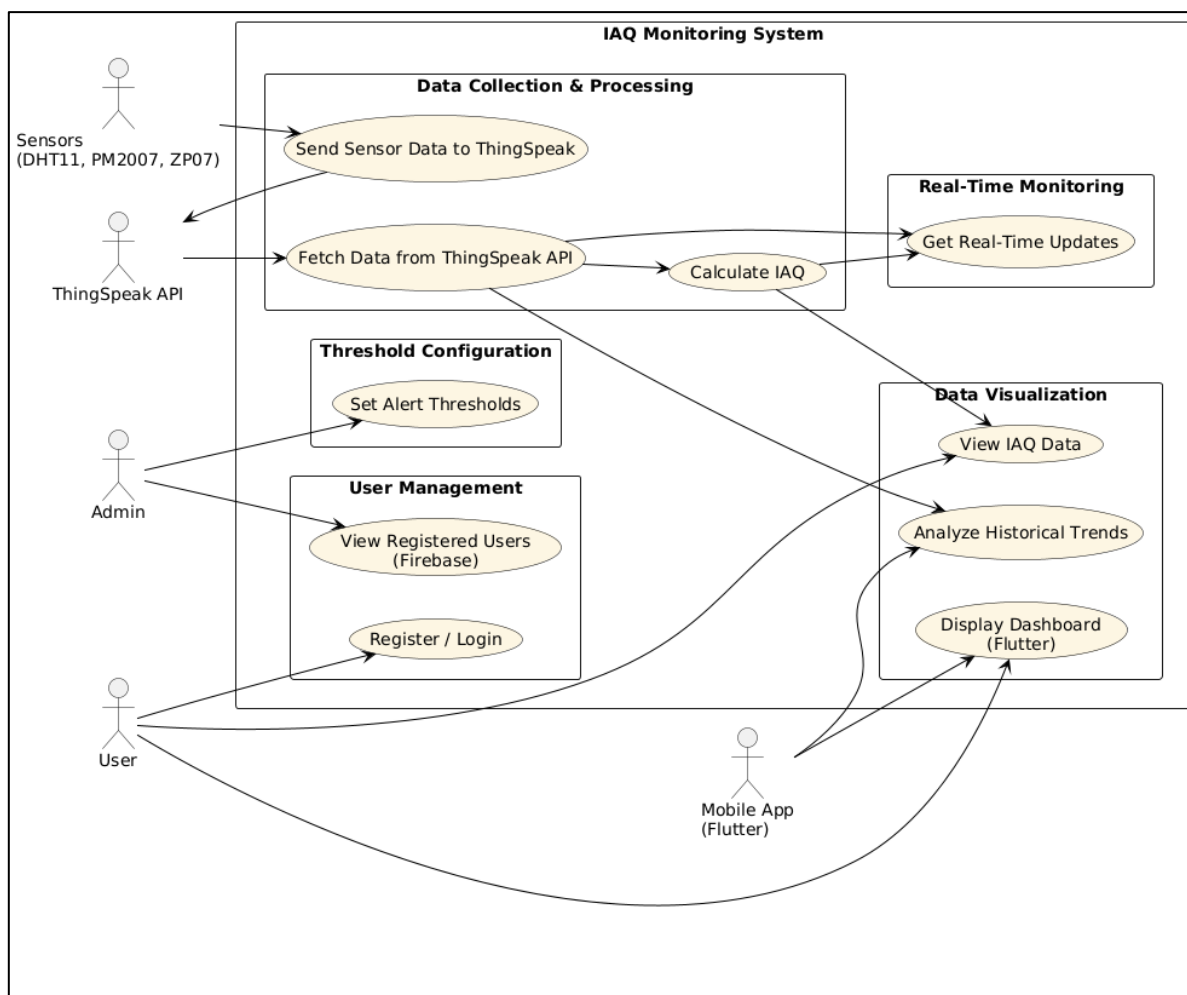 IAQ Monitoring System
Data Collection & Processing
Sensors
(DHT11, PM2007, ZP07)
Send Sensor Data to ThingSpeak
Real-Time Monitoring
Get Real-Time Updates
Fetch Data from ThingSpeak API
Calculate IAQ
ThingSpeak API
Threshold Configuration
Set Alert Thresholds
Data Visualization
View IAQ Data
Admin
User Management
View Registered Users
(Firebase)
Analyze Historical Trends
Register / Login
Display Dashboard
(Flutter)
User
Mobile App
(Flutter)